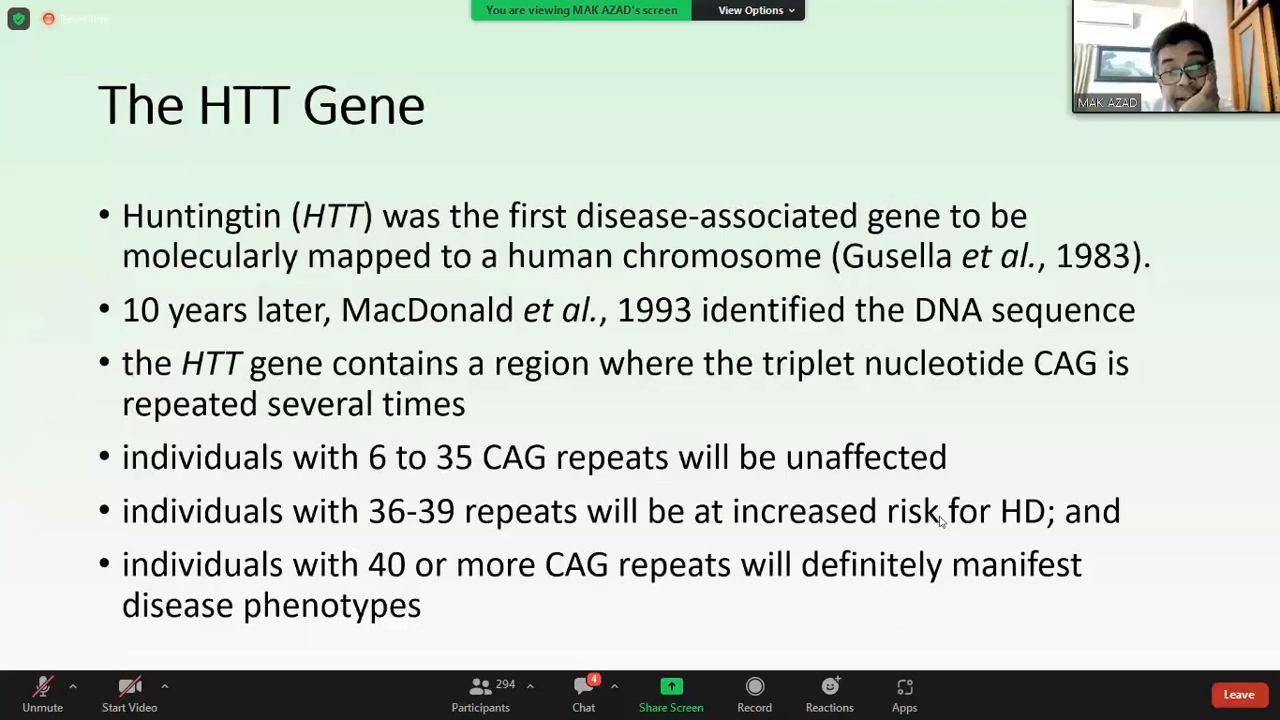 Recording
You are viewing MAK AZAD's screen
View Options
MAK AZAD
The HTT Gene
• Huntingtin (HTT) was the first disease-associated gene to be
molecularly mapped to a human chromosome (Gusella et al., 1983).
• 10 years later, MacDonald et al., 1993 identified the DNA sequence
• the HTT gene contains a region where the triplet nucleotide CAG is
repeated several times
• individuals with 6 to 35 CAG repeats will be unaffected
• individuals with 36-39 repeats will be at increased risk for HD; and
• individuals with 40 or more CAG repeats will definitely manifest
disease phenotypes
Unmute
Start Video
294
Participants
4
Chat
Share Screen
Record
Reactions
Apps
Leave